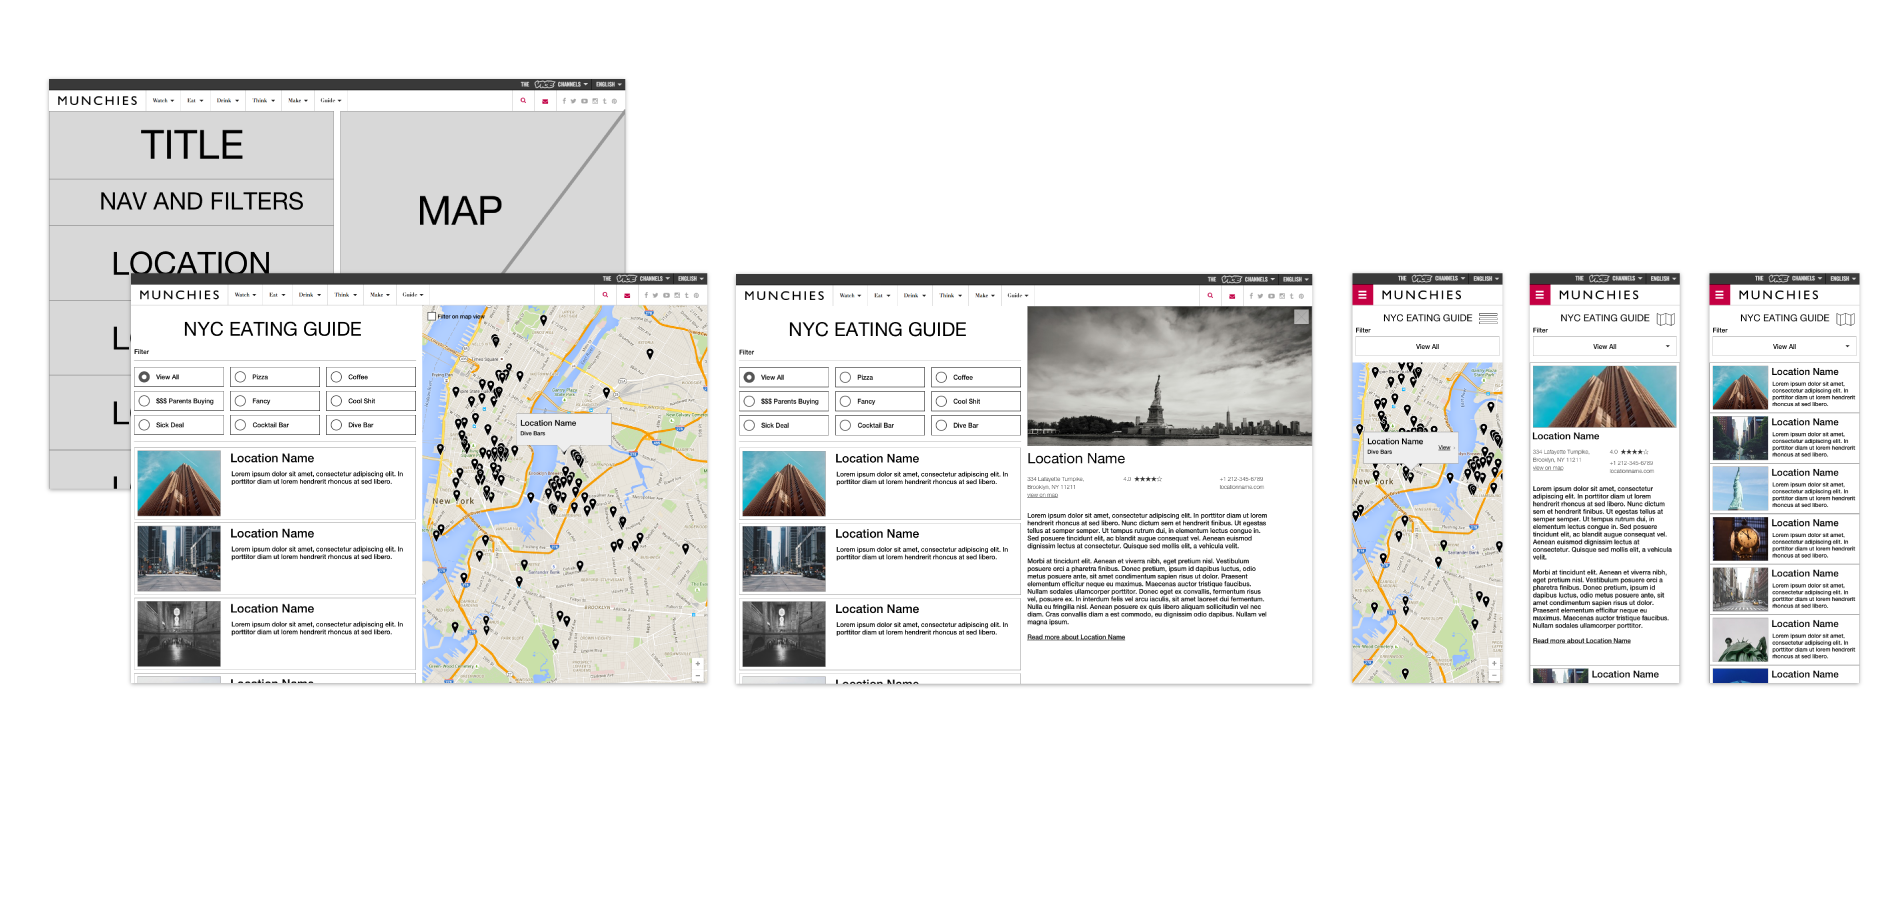 THE VICE CHANNELS ENGLISH
MUNCHIES Watch Eat Drink Think Make Guide
TITLE
NAV AND FILTERS
LOCATION
MAP
THE VICE CHANNELS ENGLISH
MUNCHIES Watch Eat Drink Think Make Guide
NYC EATING GUIDE
Filter
View All Pizza Coffee
$$$ Parents Buying Fancy Cool Shit
Sick Deal Cocktail Bar Dive Bar
Location Name
Lorem ipsum dolor sit amet, consectetur adipiscing elit. In
porttitor diam ut lorem hendrerit rhoncus at sed libero.
Location Name
Lorem ipsum dolor sit amet, consectetur adipiscing elit. In
porttitor diam ut lorem hendrerit rhoncus at sed libero.
Location Name
Lorem ipsum dolor sit amet, consectetur adipiscing elit. In
porttitor diam ut lorem hendrerit rhoncus at sed libero.
Location Name
Filter on map view
Times Square
Location Name
Dive Bars
New York
BROOKLYN
THE VICE CHANNELS ENGLISH
MUNCHIES Watch Eat Drink Think Make Guide
NYC EATING GUIDE
Filter
View All Pizza Coffee
$$$ Parents Buying Fancy Cool Shit
Sick Deal Cocktail Bar Dive Bar
Location Name
Lorem ipsum dolor sit amet, consectetur adipiscing elit. In
porttitor diam ut lorem hendrerit rhoncus at sed libero.
Location Name
Lorem ipsum dolor sit amet, consectetur adipiscing elit. In
porttitor diam ut lorem hendrerit rhoncus at sed libero.
Location Name
Lorem ipsum dolor sit amet, consectetur adipiscing elit. In
porttitor diam ut lorem hendrerit rhoncus at sed libero.
Location Name
Location Name
334 Lafayette Turnpike,
Brooklyn, NY 11211
view on map
4.0 ★★★★☆
+1 212-345-6789
locationname.com
Lorem ipsum dolor sit amet, consectetur adipiscing elit. In porttitor diam ut lorem
hendrerit rhoncus at sed libero. Nunc dictum sem et hendrerit finibus. Ut egestas
tellus at semper semper. Ut tempus rutrum dui, in elementum lectus congue in.
Sed posuere tincidunt elit, ac blandit augue consequat vel. Aenean euismod
dignissim lectus at consectetur. Quisque sed mollis elit, a vehicula velit.
Morbi at tincidunt elit. Aenean et viverra nibh, eget pretium nisl. Vestibulum
posuere orci a pharetra finibus. Donec pretium, ipsum id dapibus luctus, odio
metus posuere ante, sit amet condimentum sapien risus ut dolor. Praesent
elementum efficitur neque eu maximus. Maecenas auctor tristique faucibus.
Nullam sodales ullamcorper porttitor. Donec eget ex convallis, fermentum risus
vel, posuere ex. In interdum felis vel arcu iaculis, sit amet laoreet dui fermentum.
Nulla eu fringilla nisl. Aenean posuere ex quis libero aliquam sollicitudin vel nec
diam. Cras convallis diam a est commodo, eu dignissim odio dapibus. Nullam vel
magna ipsum.
Read more about Location Name
THE VICE CHANNELS ENGLISH
MUNCHIES
NYC EATING GUIDE
Filter
View All
Location Name
Dive Bars
View
New York
THE VICE CHANNELS ENGLISH
MUNCHIES
NYC EATING GUIDE
Filter
View All
Location Name
334 Lafayette Turnpike,
Brooklyn, NY 11211
view on map
4.0 ★★★★☆
+1 212-345-6789
locationname.com
Lorem ipsum dolor sit amet, consectetur
adipiscing elit. In porttitor diam ut lorem
hendrerit rhoncus at sed libero. Nunc dictum
sem et hendrerit finibus. Ut egestas tellus at
semper semper. Ut tempus rutrum dui, in
elementum lectus congue in. Sed posuere
tincidunt elit, ac blandit augue consequat vel.
Aenean euismod dignissim lectus at
consectetur. Quisque sed mollis elit, a vehicula
velit.
Morbi at tincidunt elit. Aenean et viverra nibh,
eget pretium nisl. Vestibulum posuere orci a
pharetra finibus. Donec pretium, ipsum id
dapibus luctus, odio metus posuere ante, sit
amet condimentum sapien risus ut dolor.
Praesent elementum efficitur neque eu
maximus. Maecenas auctor tristique faucibus.
Nullam sodales ullamcorper porttitor.
Read more about Location Name
Location Name
THE VICE CHANNELS ENGLISH
MUNCHIES
NYC EATING GUIDE
Filter
View All
Location Name
Lorem ipsum dolor sit amet,
consectetur adipiscing elit. In
porttitor diam ut lorem hendrerit
rhoncus at sed libero.
Location Name
Lorem ipsum dolor sit amet,
consectetur adipiscing elit. In
porttitor diam ut lorem hendrerit
rhoncus at sed libero.
Location Name
Lorem ipsum dolor sit amet,
consectetur adipiscing elit. In
porttitor diam ut lorem hendrerit
rhoncus at sed libero.
Location Name
Lorem ipsum dolor sit amet,
consectetur adipiscing elit. In
porttitor diam ut lorem hendrerit
rhoncus at sed libero.
Location Name
Lorem ipsum dolor sit amet,
consectetur adipiscing elit. In
porttitor diam ut lorem hendrerit
rhoncus at sed libero.
Location Name
Lorem ipsum dolor sit amet,
consectetur adipiscing elit. In
porttitor diam ut lorem hendrerit
rhoncus at sed libero.
Location Name